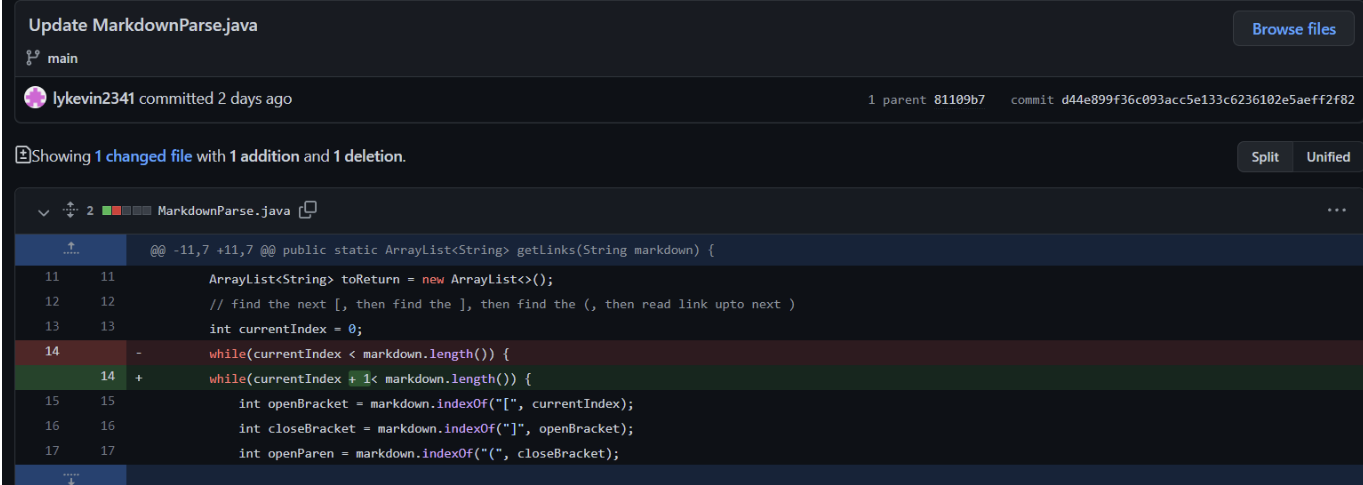 Update MarkdownParse.java
Browse files
main
lykevin2341 committed 2 days ago
1 parent 81109b7 commit d44e899f36c093acc5e133c6236102e5aeff2f82
Showing 1 changed file with 1 addition and 1 deletion.
Split Unified
2 MarkdownParse.java
@@ -11,7 +11,7 @@ public static ArrayList<String> getLinks(String markdown) {
11 11 ArrayList<String> toReturn = new ArrayList<>();
12 12 // find the next [, then find the ], then find the (, then read link upto next )
13 13 int currentIndex = 0;
14 - while(currentIndex < markdown.length()) {
14 + while(currentIndex + 1< markdown.length()) {
15 15 int openBracket = markdown.indexOf("[", currentIndex);
16 16 int closeBracket = markdown.indexOf("]", openBracket);
17 17 int openParen = markdown.indexOf("(", closeBracket);